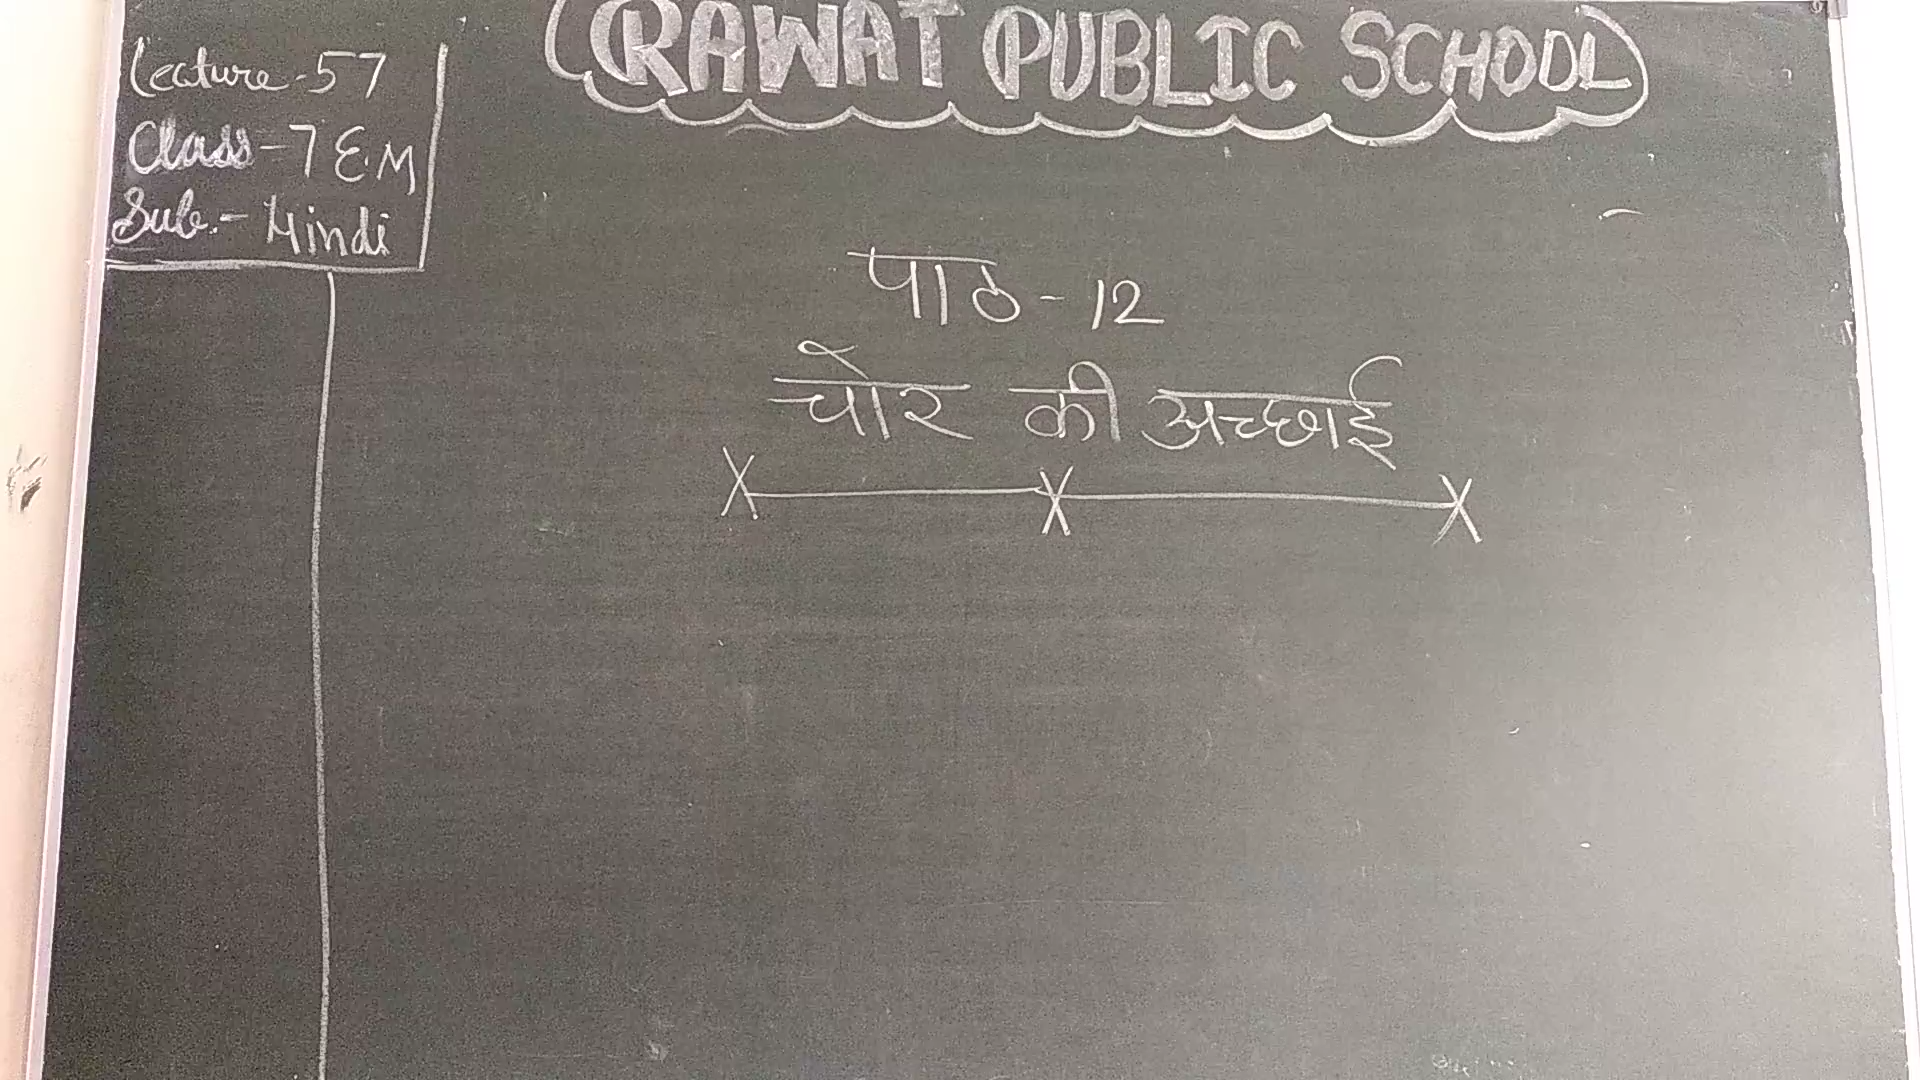 RAWAT PUBLIC SCHOOL
Lecture-57
Class-7 E.M
Sub.- Hindi
पाठ-12
चोर की अच्छाई